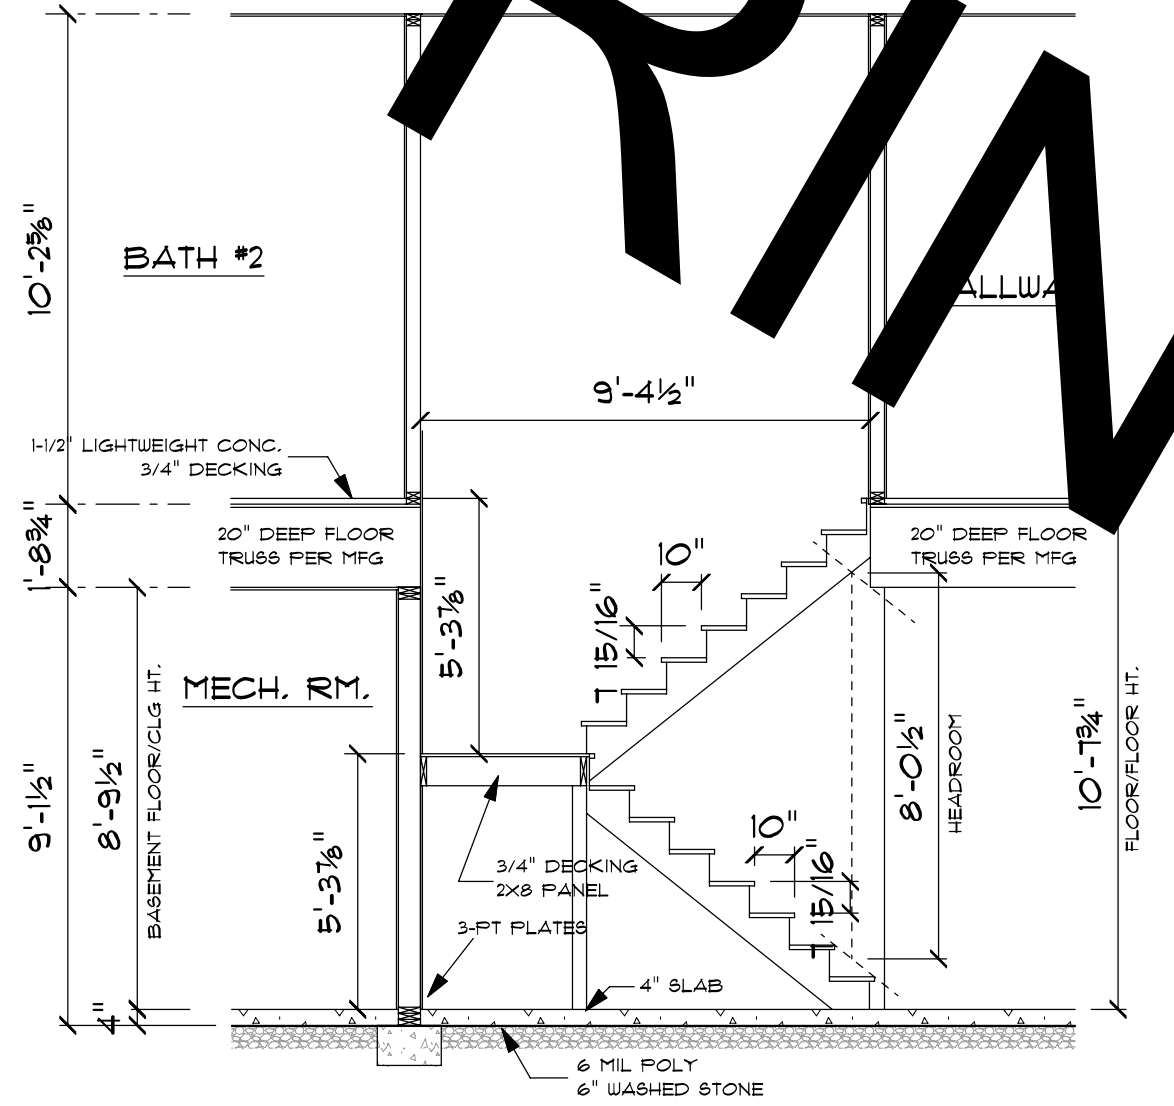 RIN
10'-2⅝"
BATH #2
ALLWA
9'-4½"
1-1/2" LIGHTWEIGHT CONC.
3/4" DECKING
1'-8¾"
20" DEEP FLOOR
TRUSS PER MFG
20" DEEP FLOOR
TRUSS PER MFG
10"
5'-3⅞"
7 15/16"
MECH. RM.
9'-1½"
8'-9½"
BASEMENT FLOOR/CLG HT.
8'-0½"
HEADROOM
10'-7¾"
FLOOR/FLOOR HT.
10"
7 15/16"
5'-3⅞"
3/4" DECKING
2X8 PANEL
3-PT PLATES
4" SLAB
4"
6 MIL POLY
6" WASHED STONE